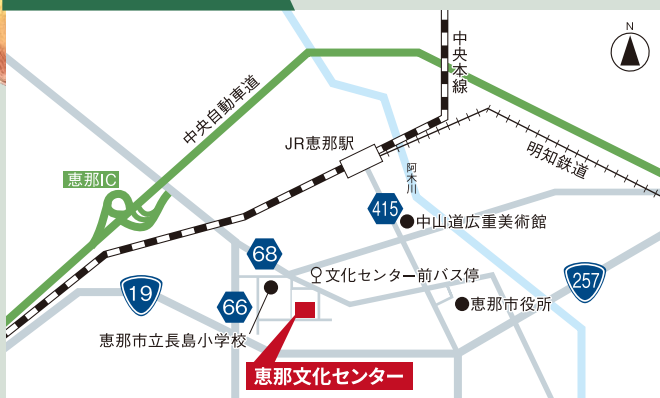 N
中央本線
中央自動車道
JR恵那駅
明知鉄道
阿木川
恵那IC
415
中山道広重美術館
68
文化センター前バス停
257
19
66
恵那市役所
恵那市立長島小学校
恵那文化センター